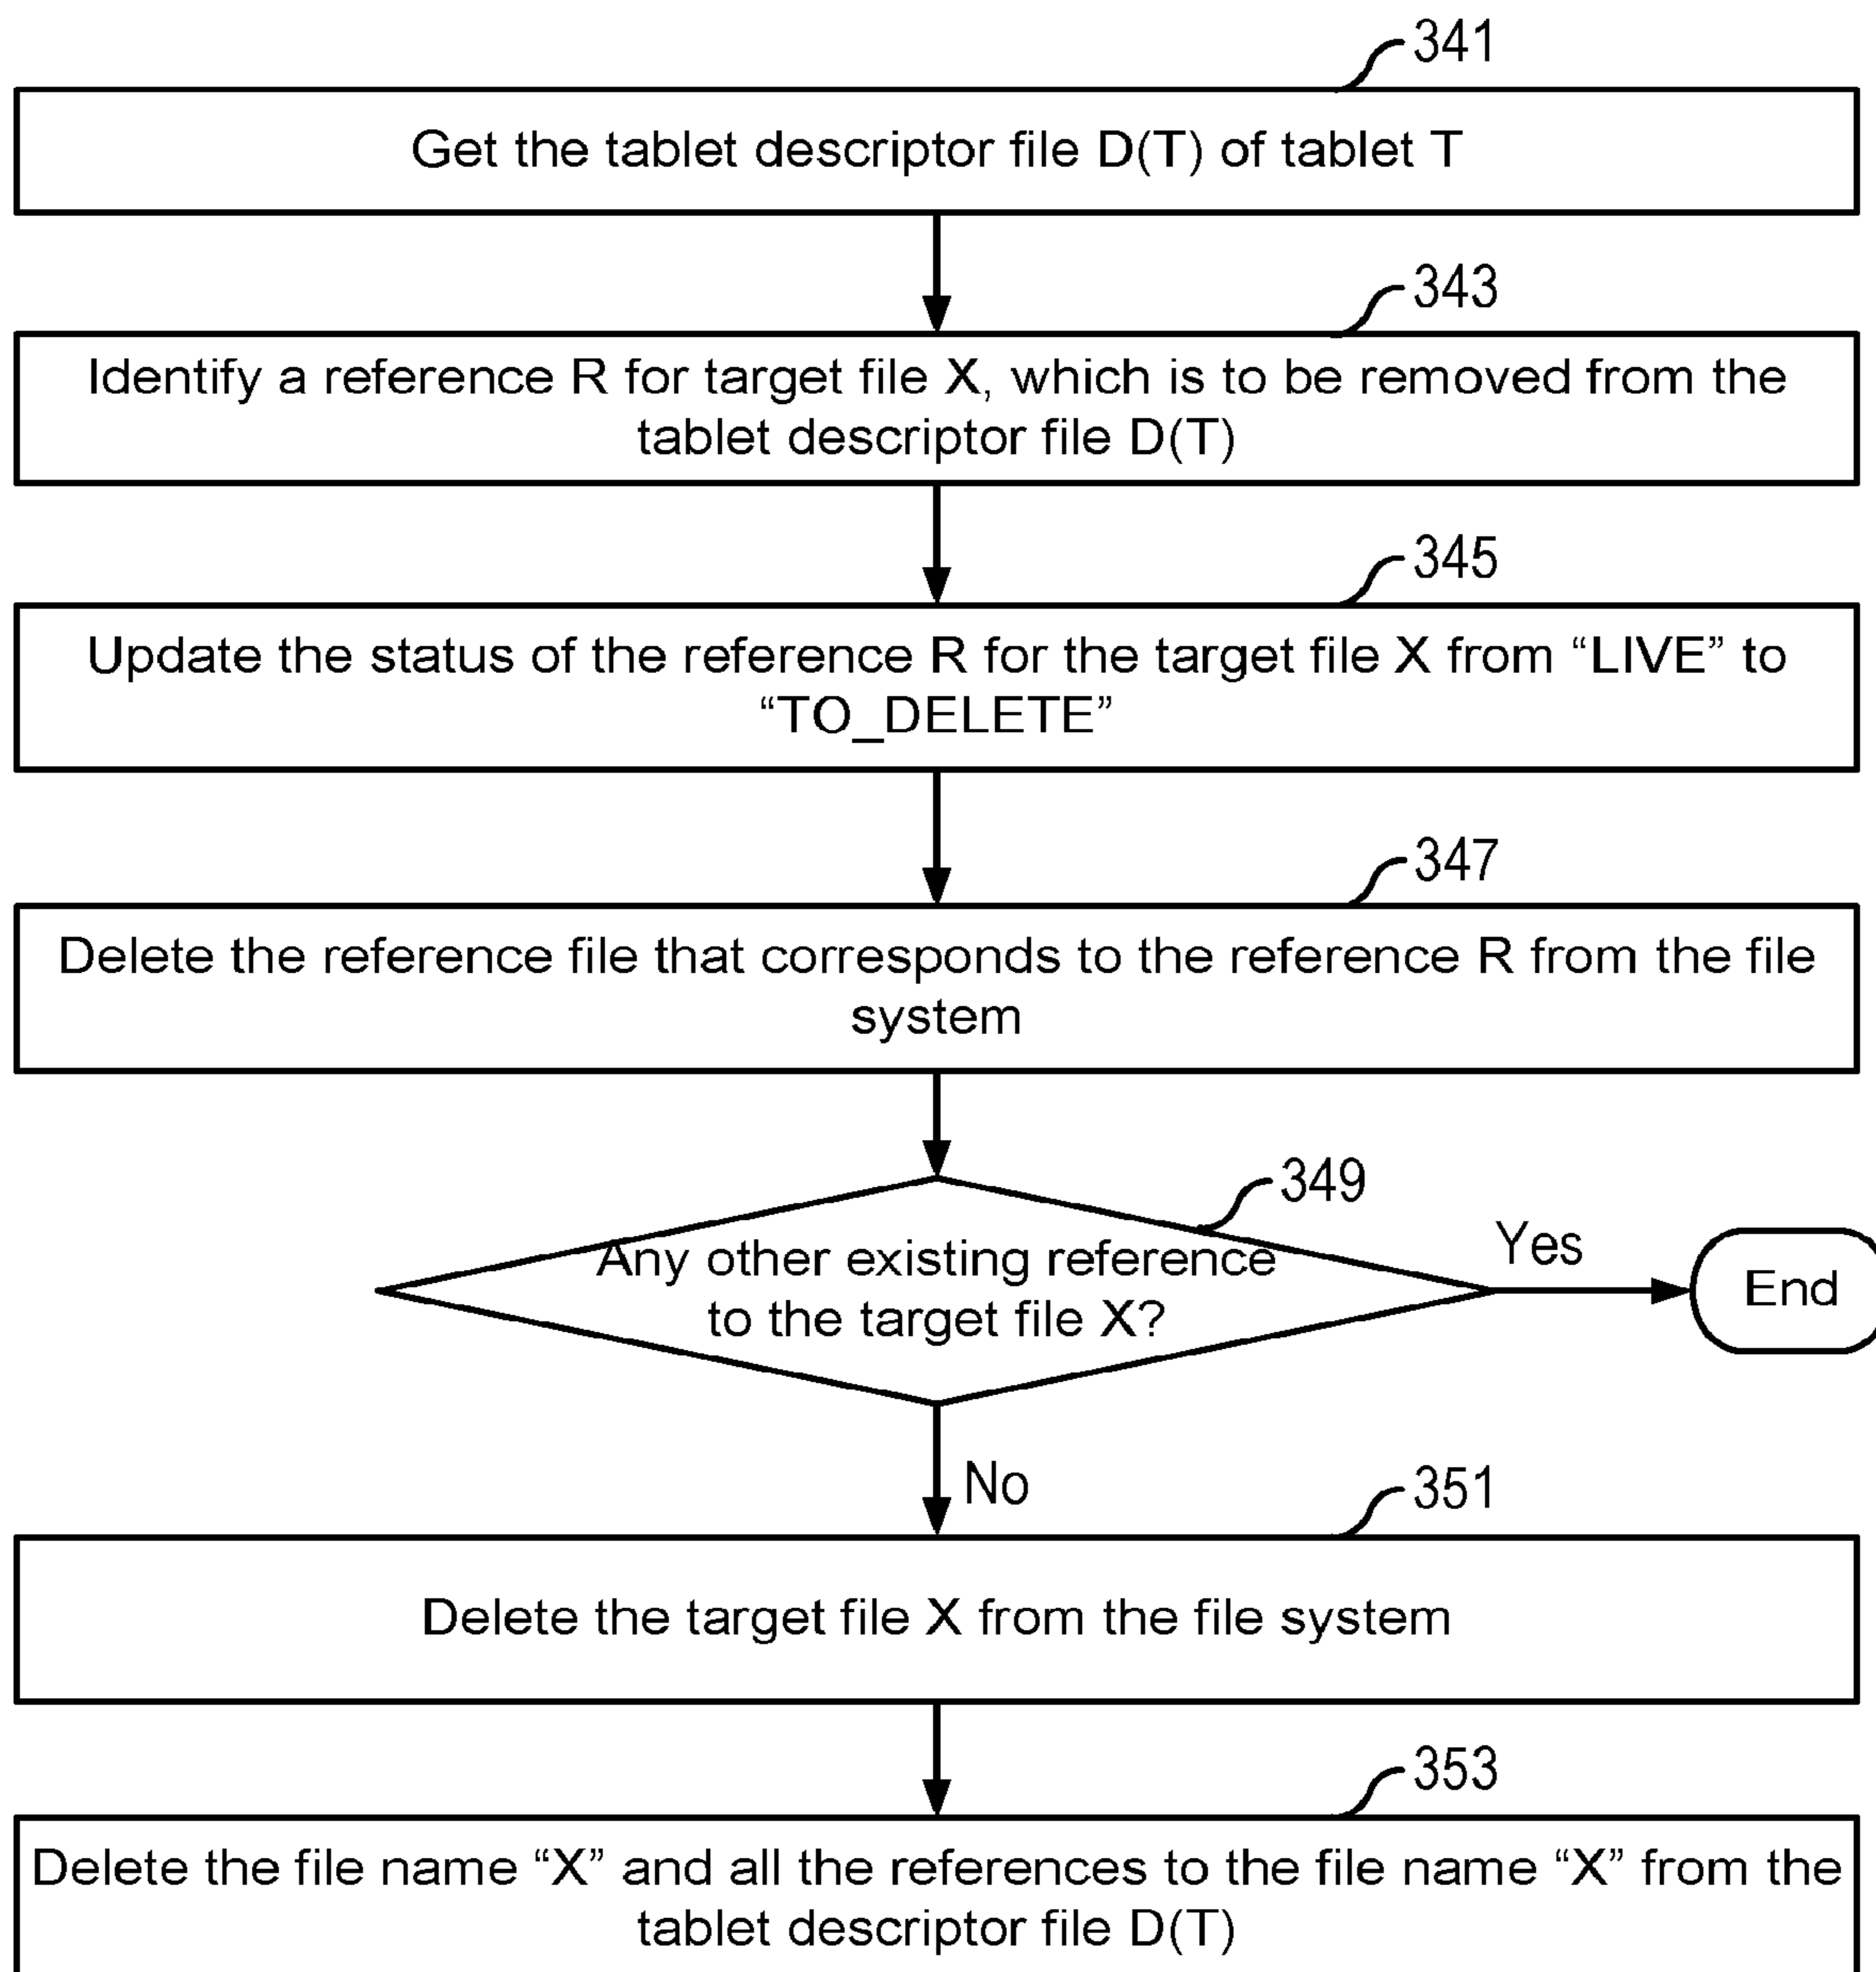 341
Get the tablet descriptor file D(T) of tablet T
343
Identify a reference R for target file X, which is to be removed from the
tablet descriptor file D(T)
345
Update the status of the reference R for the target file X from “LIVE” to
“TO_DELETE”
347
Delete the reference file that corresponds to the reference R from the file
system
349
Any other existing reference
to the target file X?
Yes
End
No
351
Delete the target file X from the file system
353
Delete the file name “X” and all the references to the file name “X” from the
tablet descriptor file D(T)